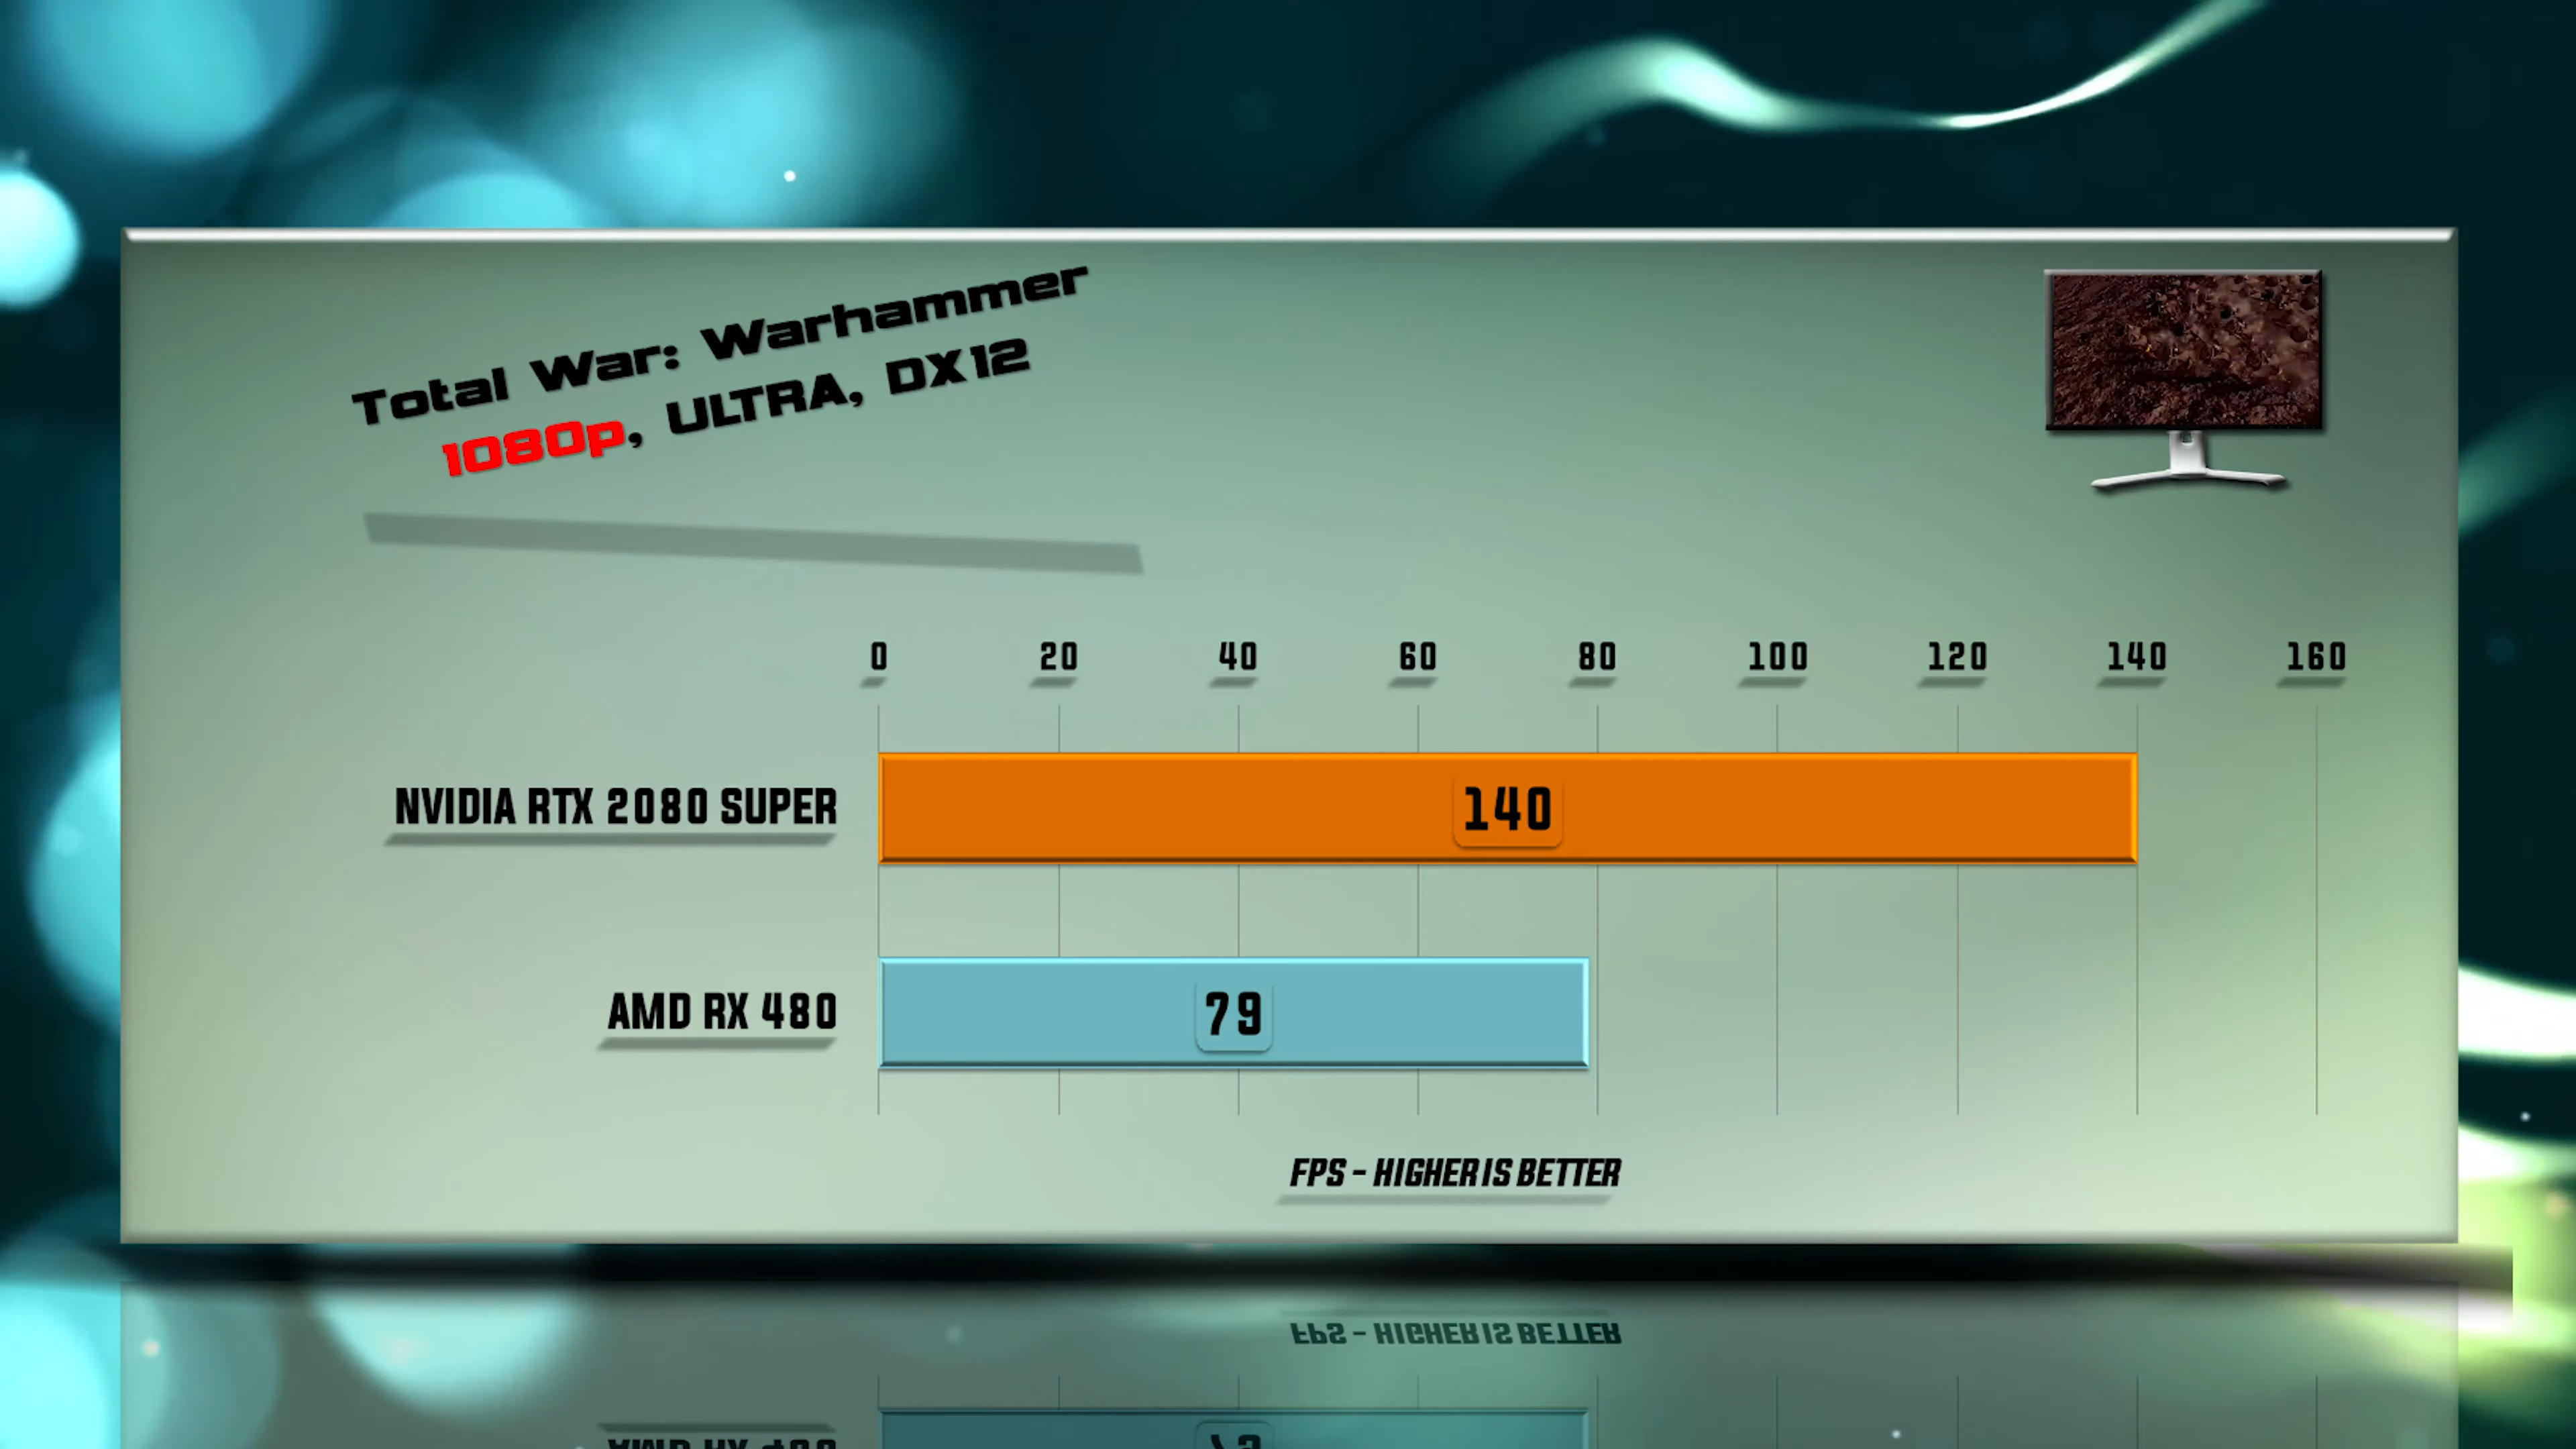 Total War: Warhammer
1080p, ULTRA, DX12
0 20 40 60 80 100 120 140 160
NVIDIA RTX 2080 SUPER 140
AMD RX 480 79
FPS - HIGHER IS BETTER